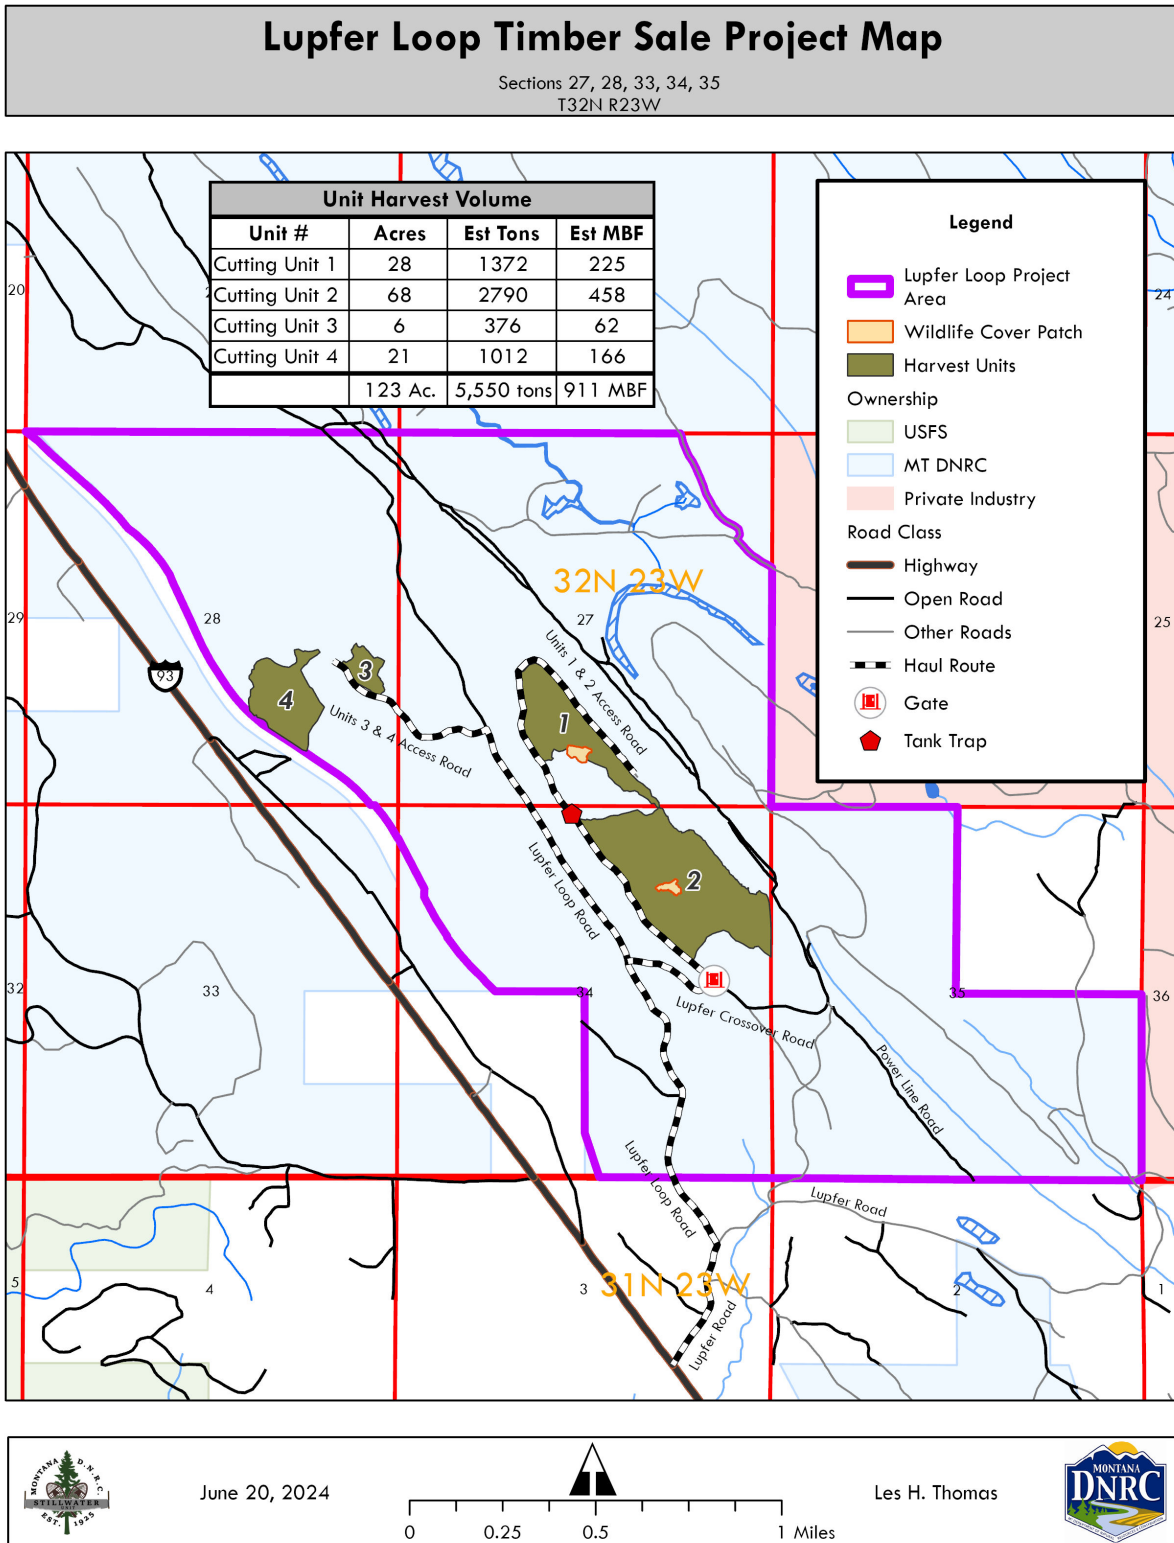 Lupfer Loop Timber Sale Project Map
Sections 27, 28, 33, 34, 35
T32N R23W
Unit Harvest Volume
Unit # Acres Est Tons Est MBF
Cutting Unit 1 28 1372 225
Cutting Unit 2 68 2790 458
Cutting Unit 3 6 376 62
Cutting Unit 4 21 1012 166
123 Ac. 5,550 tons 911 MBF
Legend
Lupfer Loop Project
Area
Wildlife Cover Patch
Harvest Units
Ownership
USFS
MT DNRC
Private Industry
Road Class
Highway
Open Road
Other Roads
Haul Route
Gate
Tank Trap
20
24
32N 23W
29
28
27
25
93
Units 1 & 2 Access Road
3
4
1
Units 3 & 4 Access Road
2
Lupfer Loop Road
32
33
34
35
36
Lupfer Crossover Road
Power Line Road
Lupfer Loop Road
Lupfer Road
5
4
3
31N 23W
2
1
Lupfer Road
MONTANA D.N.R.C.
STILLWATER
UNIT
EST. 1925
June 20, 2024
0 0.25 0.5 1 Miles
Les H. Thomas
MONTANA
DNRC